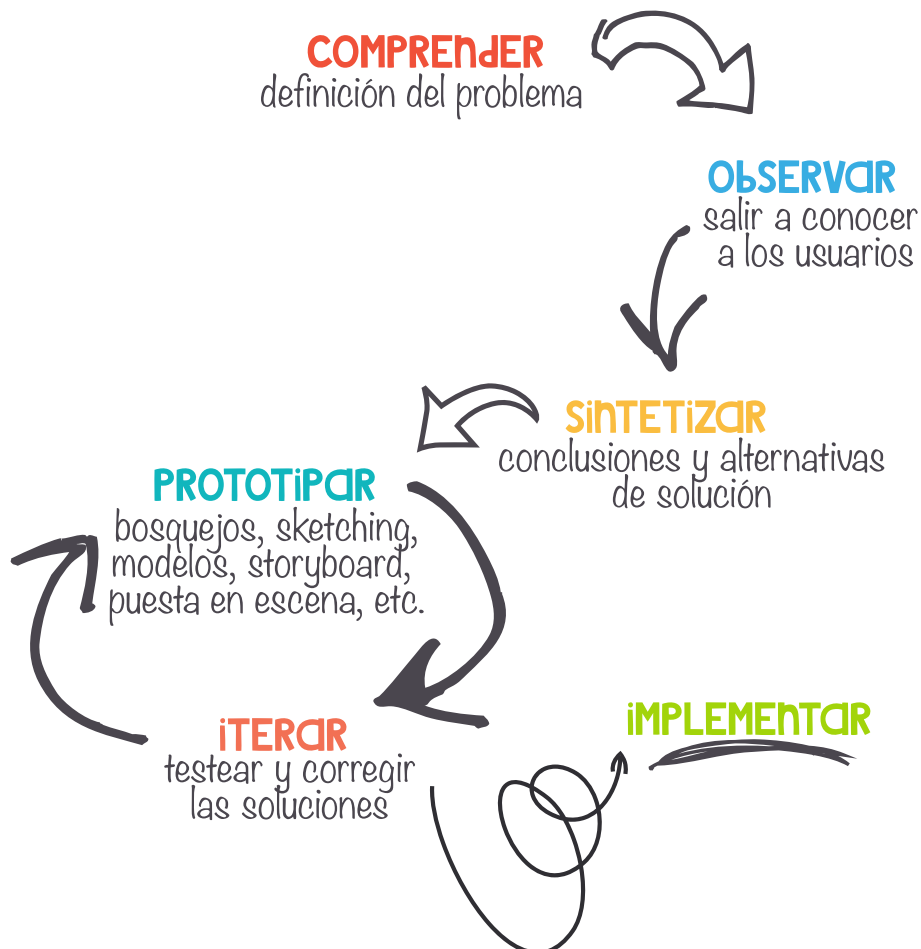 COMPRENDER
definición del problema
OBSERVAR
salir a conocer
a los usuarios
SINTETIZAR
conclusiones y alternativas
de solución
PROTOTIPAR
bosquejos, sketching,
modelos, storyboard,
puesta en escena, etc.
ITERAR
testear y corregir
las soluciones
IMPLEMENTAR